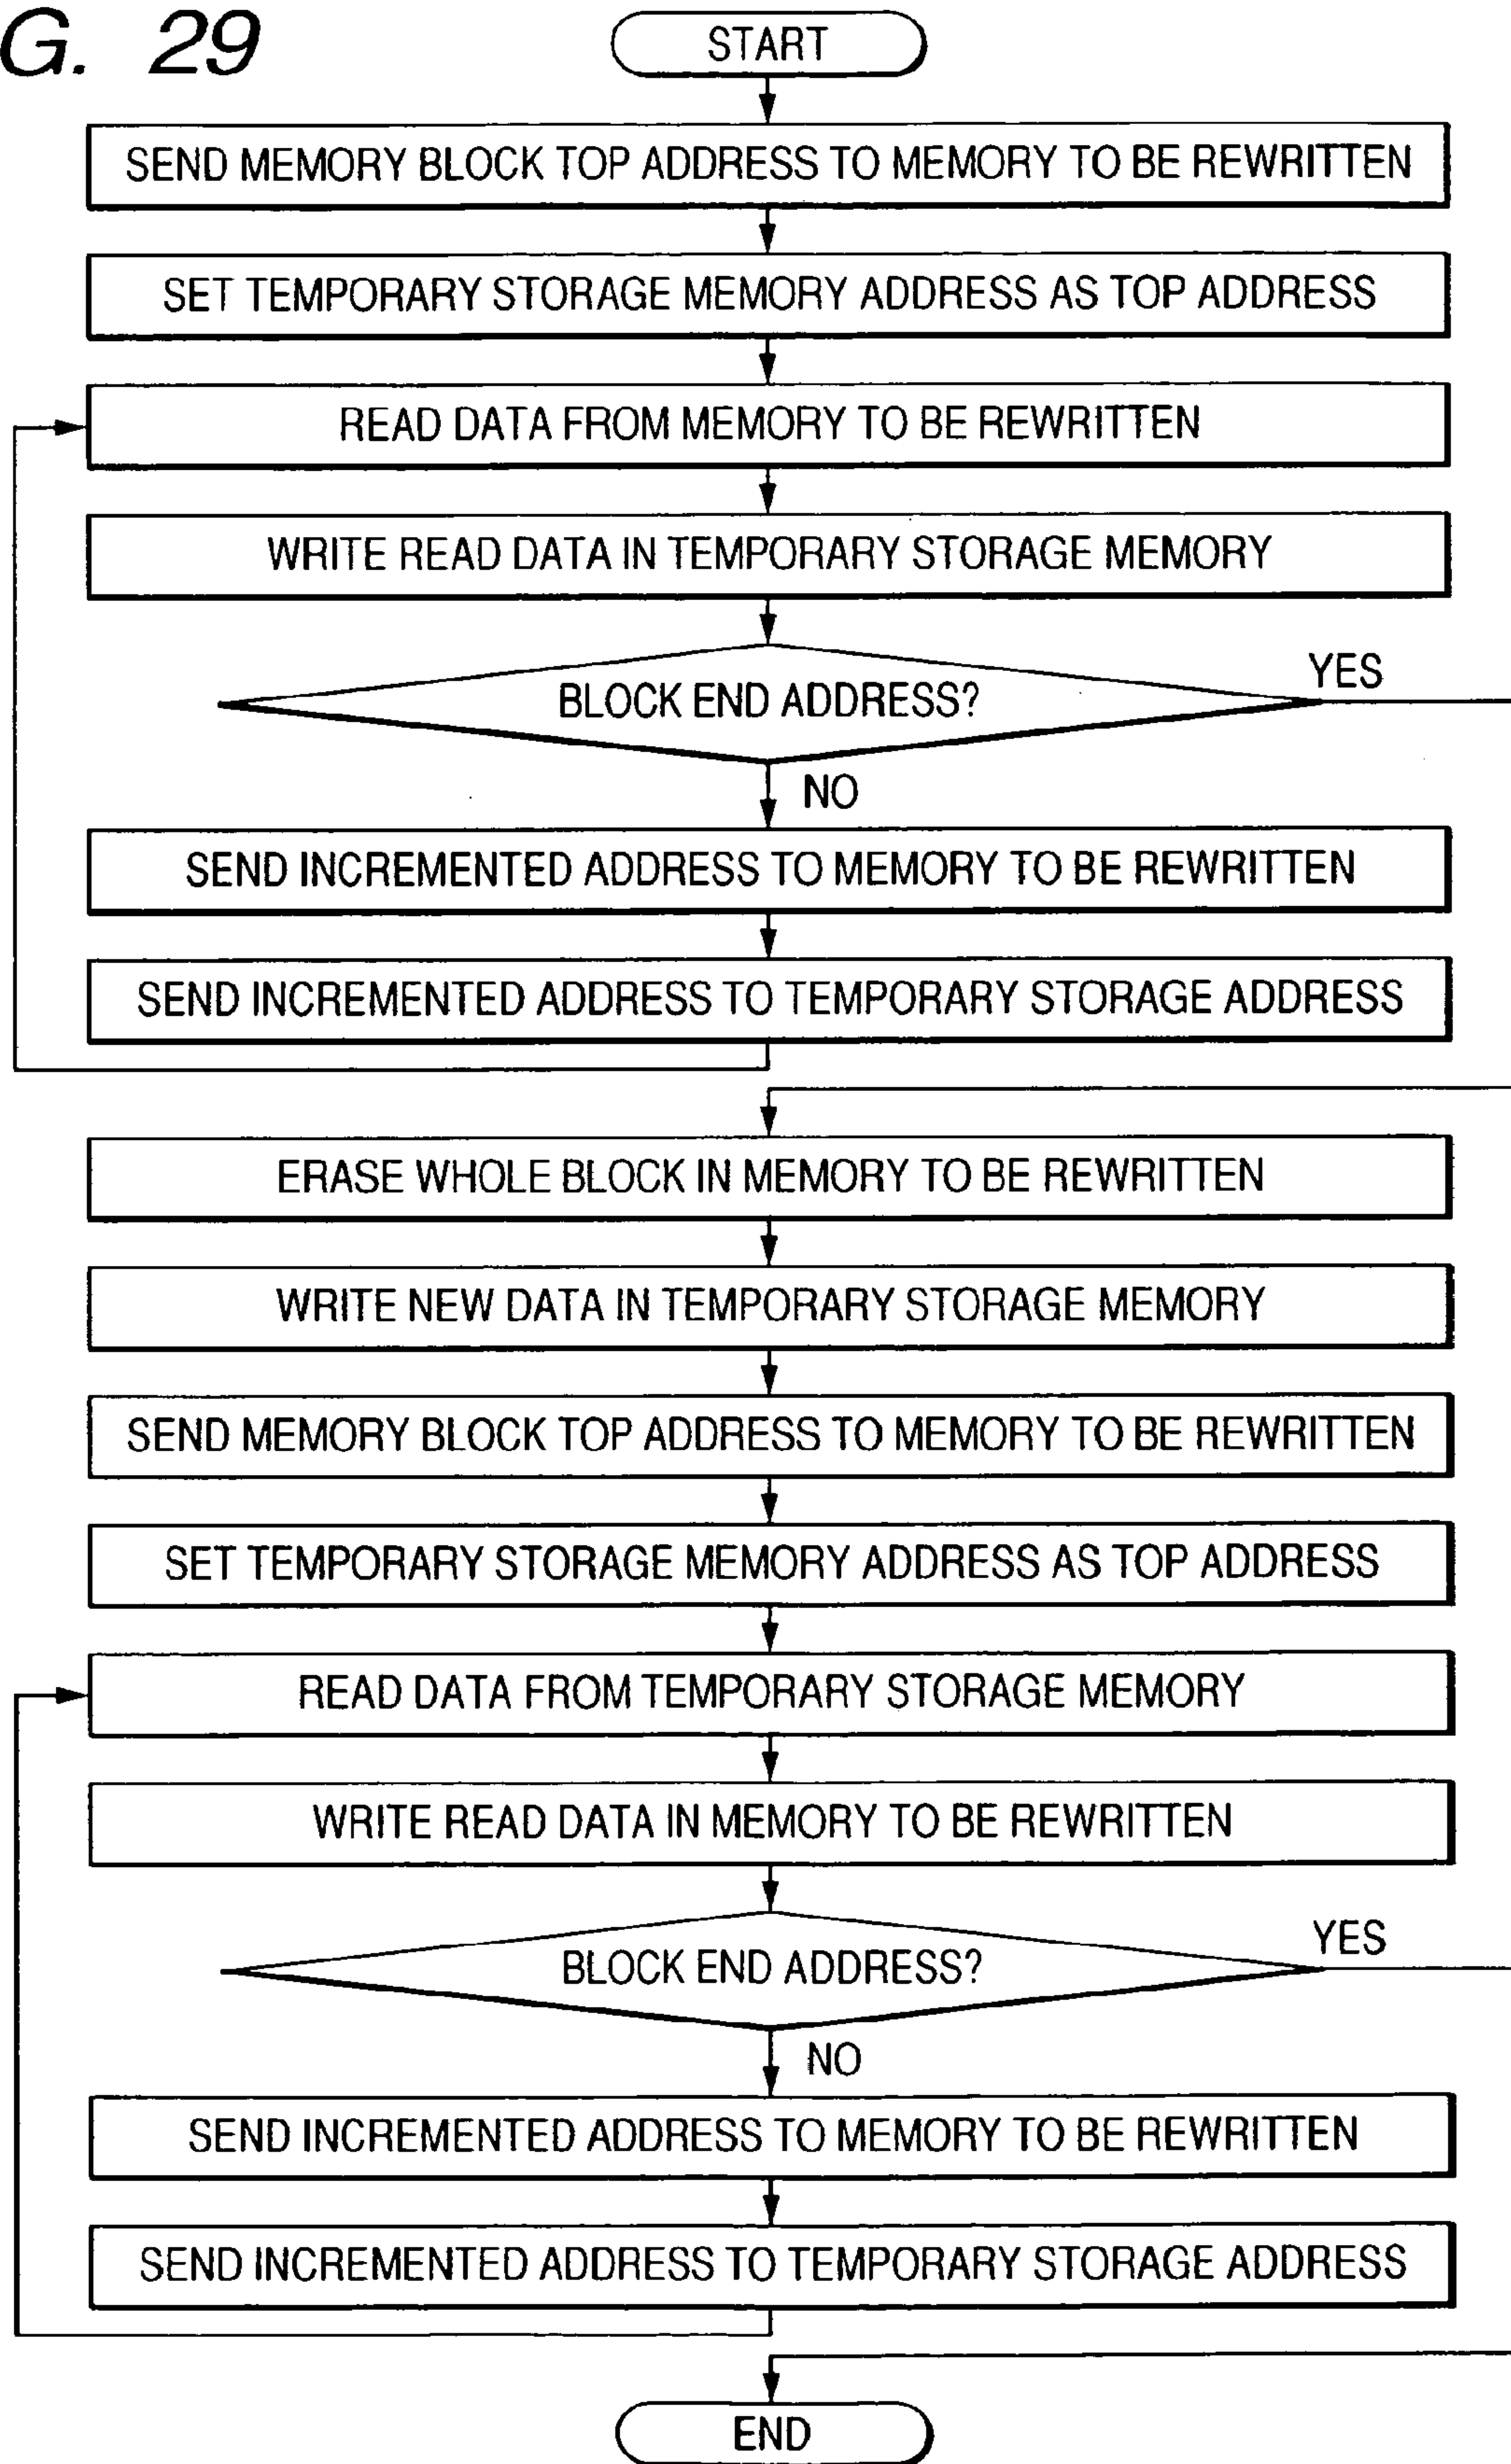 G. 29
START
SEND MEMORY BLOCK TOP ADDRESS TO MEMORY TO BE REWRITTEN
SET TEMPORARY STORAGE MEMORY ADDRESS AS TOP ADDRESS
READ DATA FROM MEMORY TO BE REWRITTEN
WRITE READ DATA IN TEMPORARY STORAGE MEMORY
YES
BLOCK END ADDRESS?
NO
SEND INCREMENTED ADDRESS TO MEMORY TO BE REWRITTEN
SEND INCREMENTED ADDRESS TO TEMPORARY STORAGE ADDRESS
ERASE WHOLE BLOCK IN MEMORY TO BE REWRITTEN
WRITE NEW DATA IN TEMPORARY STORAGE MEMORY
SEND MEMORY BLOCK TOP ADDRESS TO MEMORY TO BE REWRITTEN
SET TEMPORARY STORAGE MEMORY ADDRESS AS TOP ADDRESS
READ DATA FROM TEMPORARY STORAGE MEMORY
WRITE READ DATA IN MEMORY TO BE REWRITTEN
YES
BLOCK END ADDRESS?
NO
SEND INCREMENTED ADDRESS TO MEMORY TO BE REWRITTEN
SEND INCREMENTED ADDRESS TO TEMPORARY STORAGE ADDRESS
END